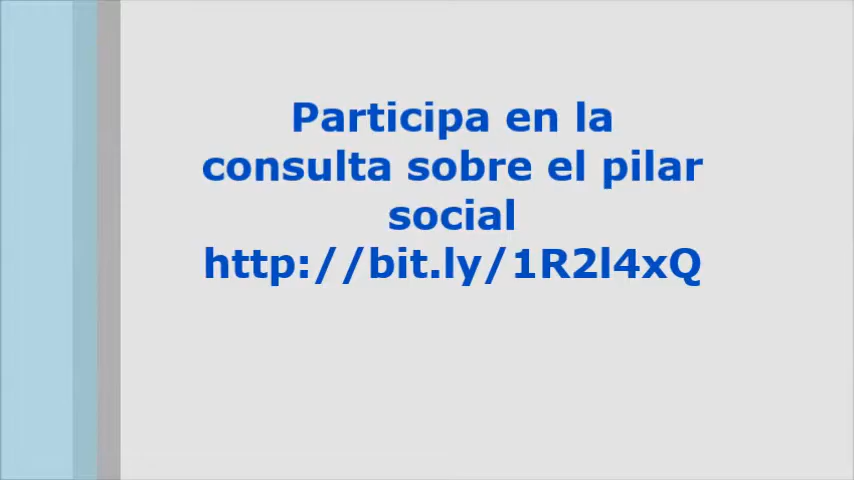 Participa en la
consulta sobre el pilar
social
http://bit.ly/1R2l4xQ